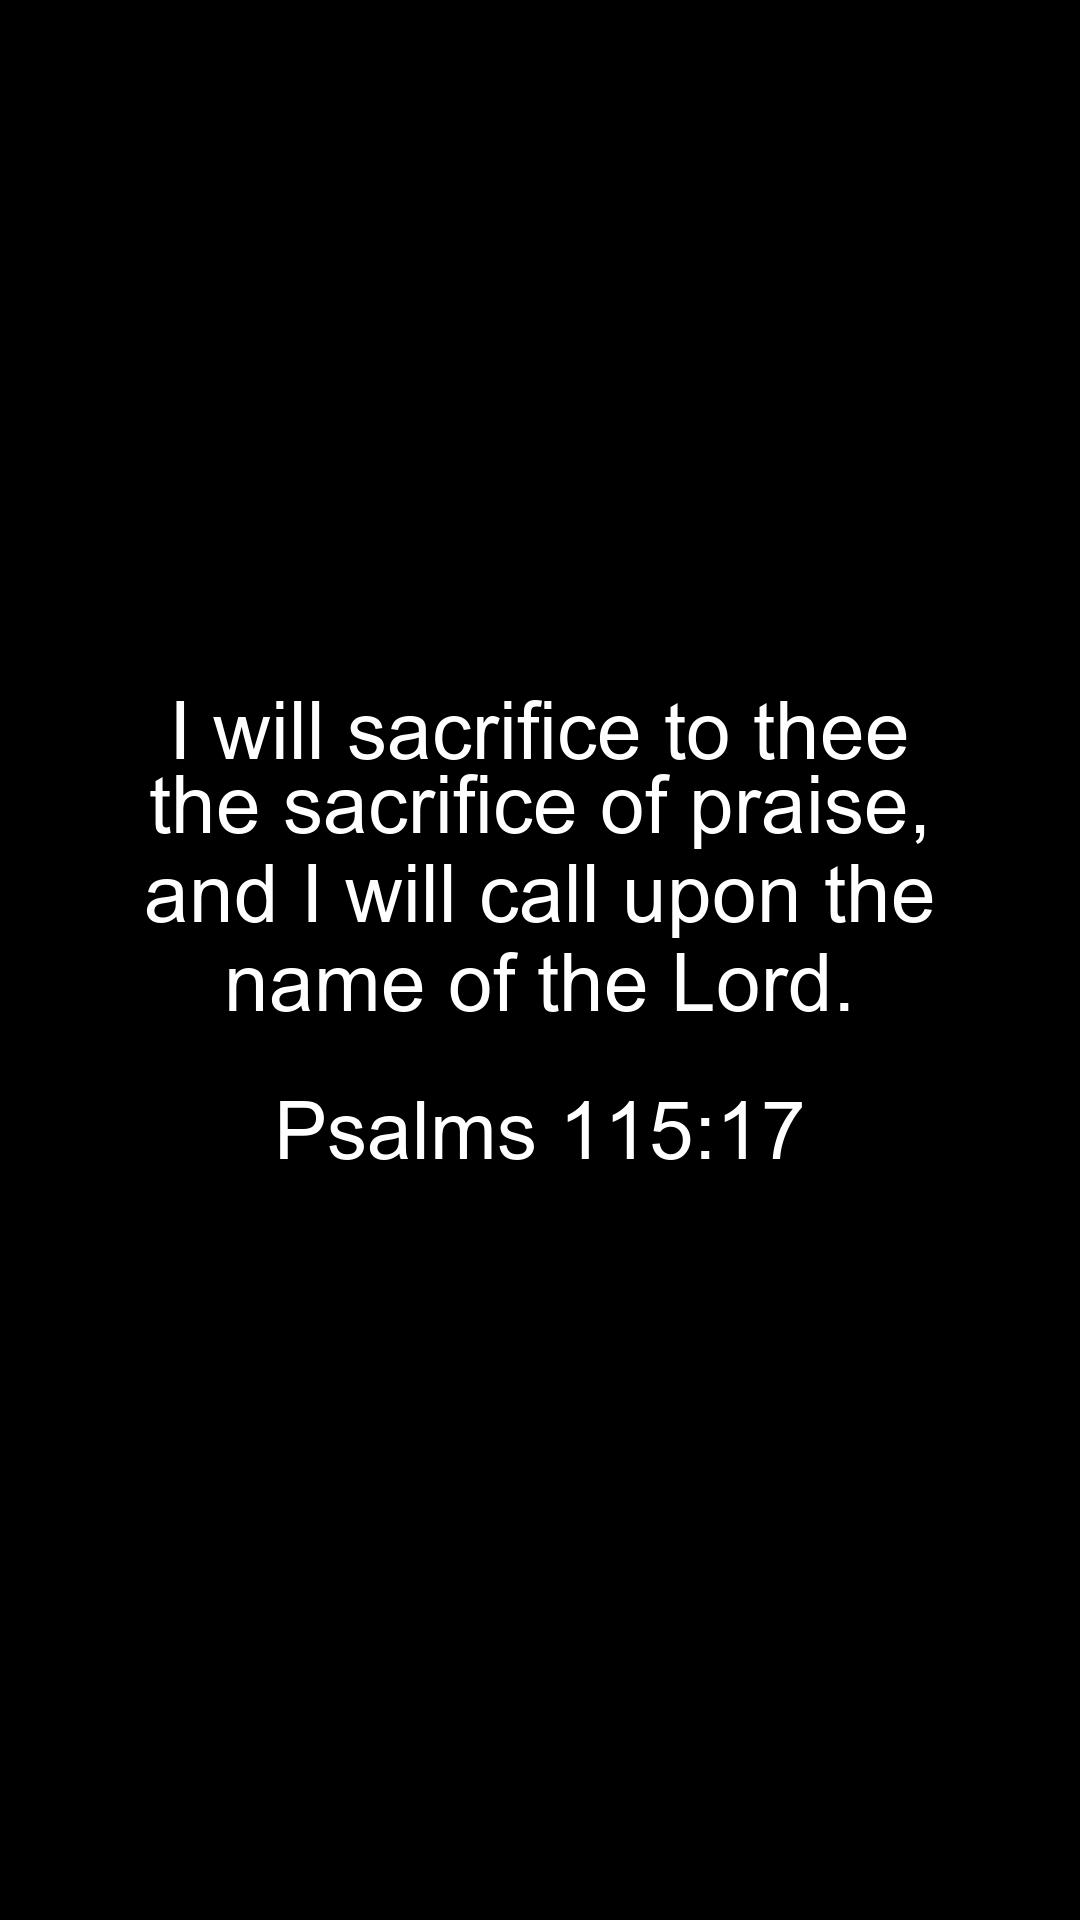 I will sacrifice to thee
the sacrifice of praise,
and I will call upon the
name of the Lord.
Psalms 115:17